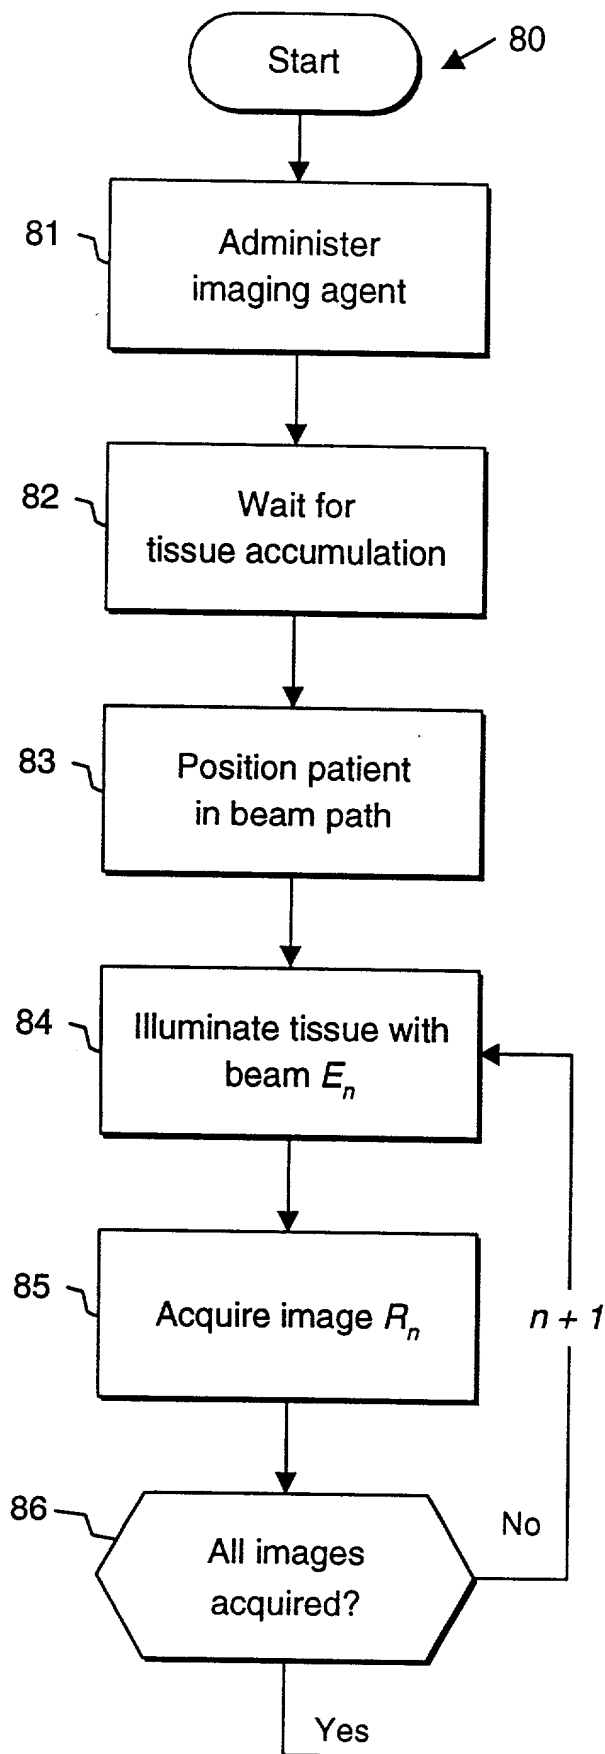 Start
80
81
Administer
imaging agent
82
Wait for
tissue accumulation
83
Position patient
in beam path
84
Illuminate tissue with
beam Eₙ
85
Acquire image Rₙ
n + 1
86
All images
acquired?
No
Yes